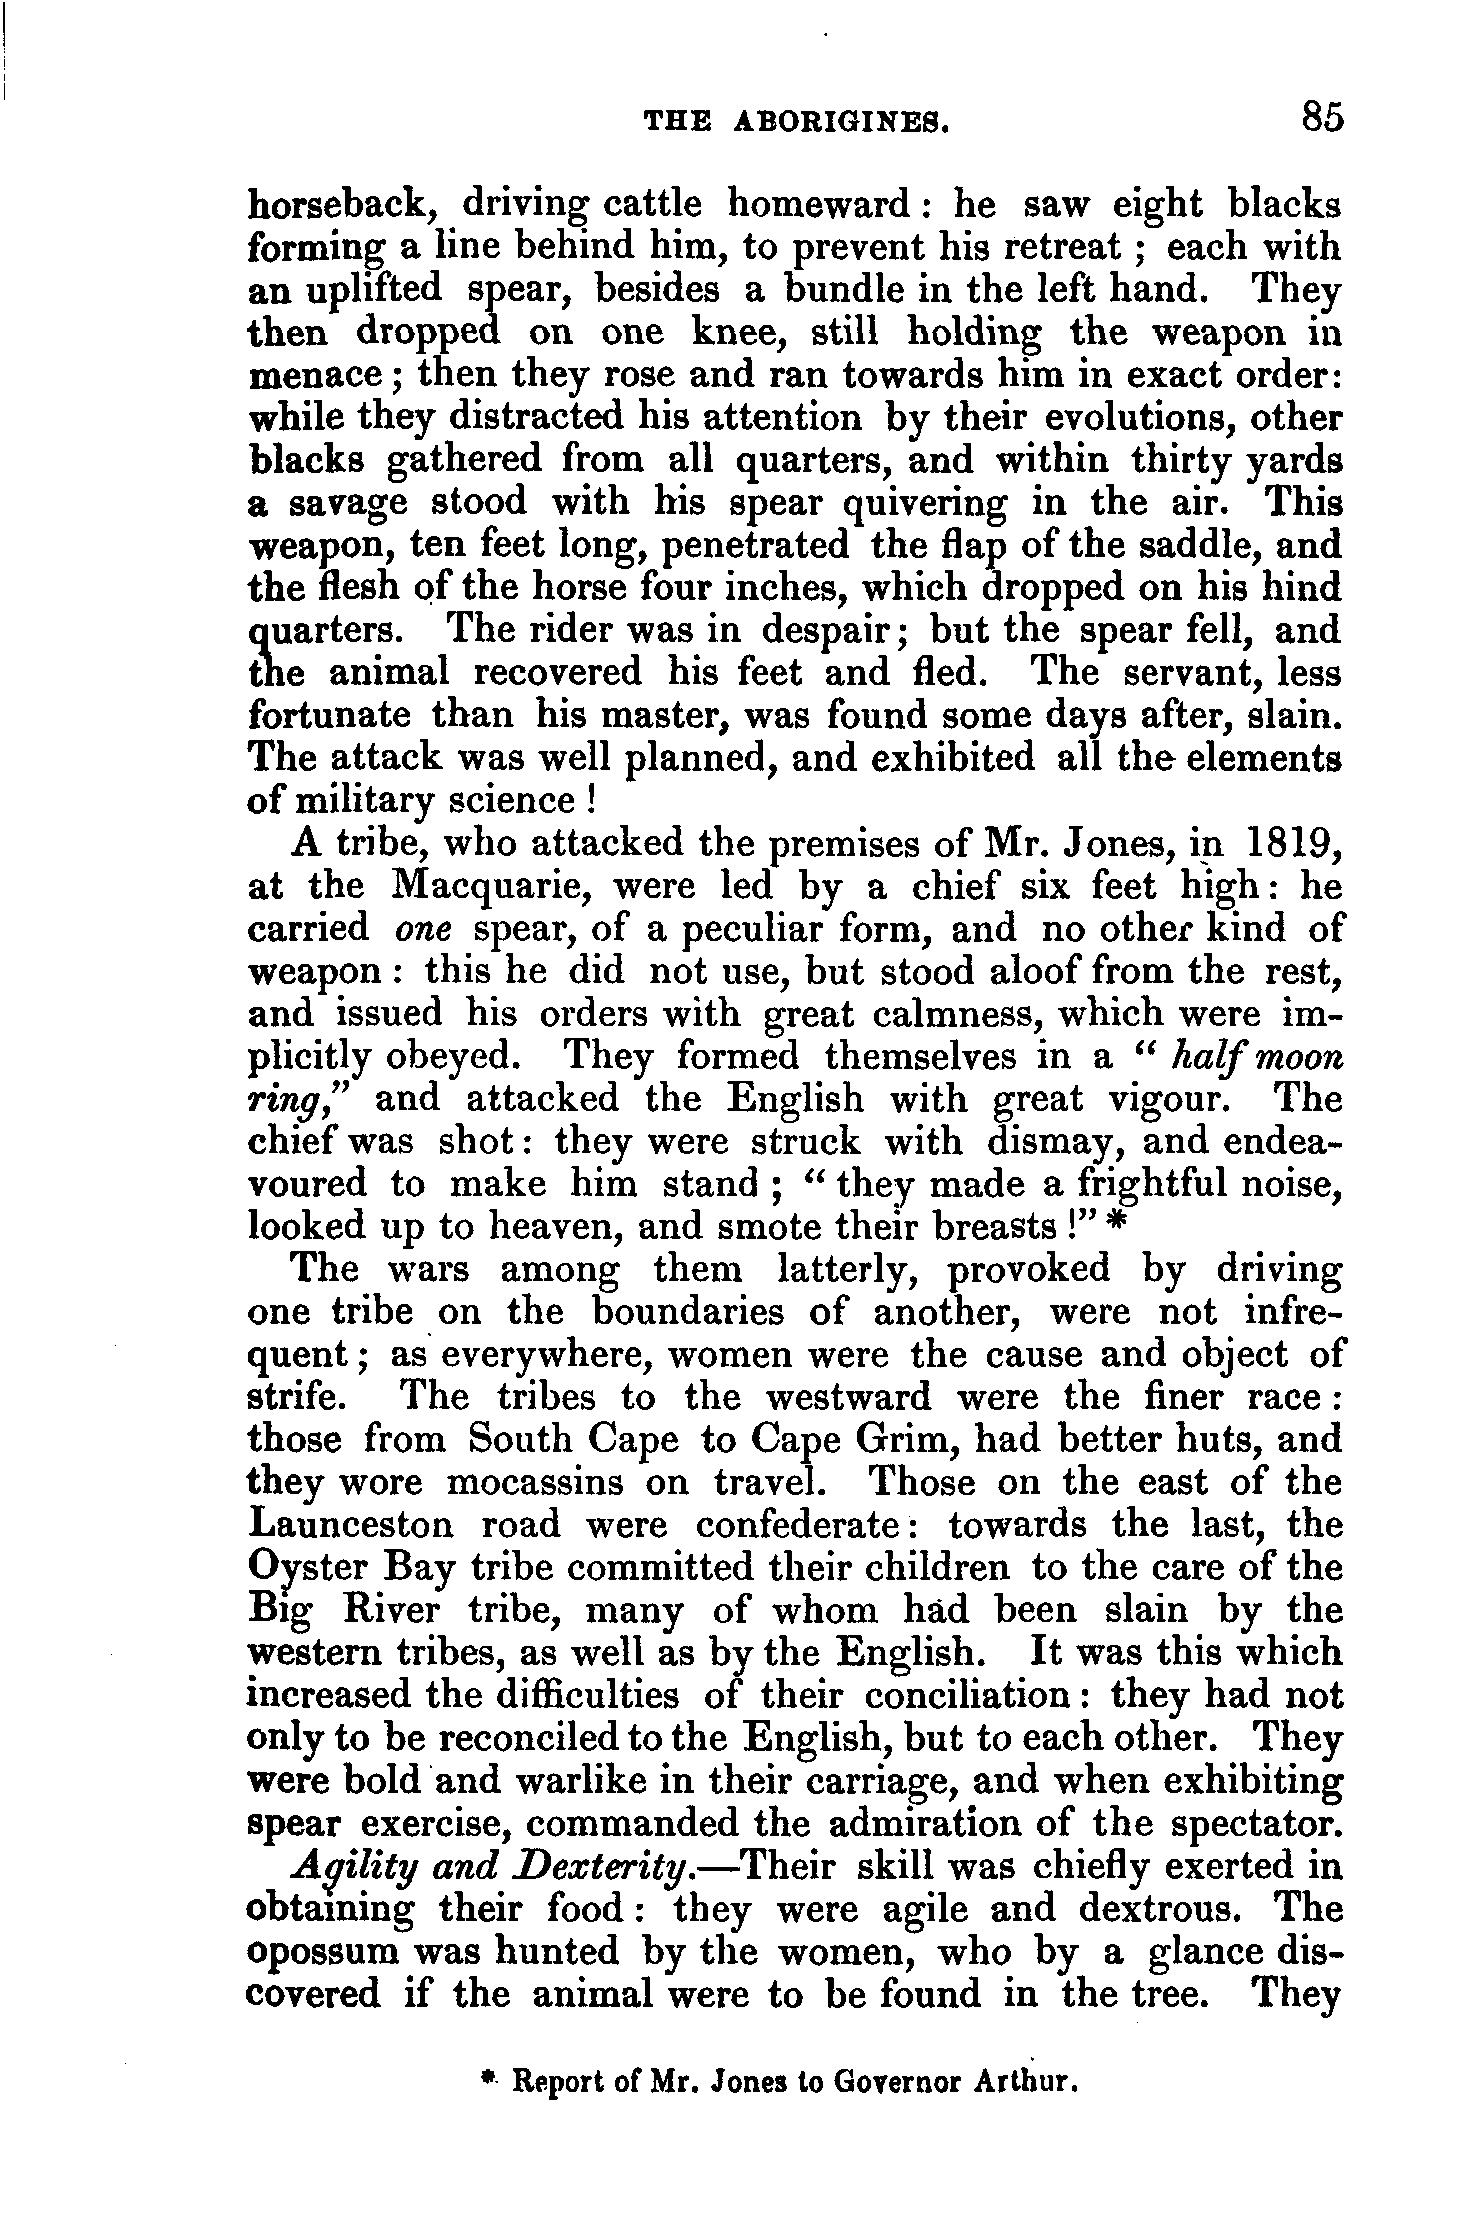 THE ABORIGINES. 85
horseback, driving cattle homeward : he saw eight blacks
forming a line behind him, to prevent his retreat ; each with
an uplifted spear, besides a bundle in the left hand. They
then dropped on one knee, still holding the weapon in
menace ; then they rose and ran towards him in exact order:
while they distracted his attention by their evolutions, other
blacks gathered from all quarters, and within thirty yards
a savage stood with his spear quivering in the air. This
weapon, ten feet long, penetrated the flap of the saddle, and
the flesh of the horse four inches, which dropped on his hind
quarters. The rider was in despair; but the spear fell, and
the animal recovered his feet and fled. The servant, less
fortunate than his master, was found some days after, slain.
The attack was well planned, and exhibited all the elements
of military science !
A tribe, who attacked the premises of Mr. Jones, in 1819,
at the Macquarie, were led by a chief six feet high: he
carried one spear, of a peculiar form, and no other kind of
weapon : this he did not use, but stood aloof from the rest,
and issued his orders with great calmness, which were im-
plicitly obeyed. They formed themselves in a “ half moon
ring,” and attacked the English with great vigour. The
chief was shot: they were struck with dismay, and endea-
voured to make him stand ; “ they made a frightful noise,
looked up to heaven, and smote their breasts !” *
The wars among them latterly, provoked by driving
one tribe on the boundaries of another, were not infre-
quent ; as everywhere, women were the cause and object of
strife. The tribes to the westward were the finer race :
those from South Cape to Cape Grim, had better huts, and
they wore mocassins on travel. Those on the east of the
Launceston road were confederate: towards the last, the
Oyster Bay tribe committed their children to the care of the
Big River tribe, many of whom had been slain by the
western tribes, as well as by the English. It was this which
increased the difficulties of their conciliation : they had not
only to be reconciled to the English, but to each other. They
were bold and warlike in their carriage, and when exhibiting
spear exercise, commanded the admiration of the spectator.
Agility and Dexterity.—Their skill was chiefly exerted in
obtaining their food : they were agile and dextrous. The
opossum was hunted by the women, who by a glance dis-
covered if the animal were to be found in the tree. They
* Report of Mr. Jones to Governor Arthur.